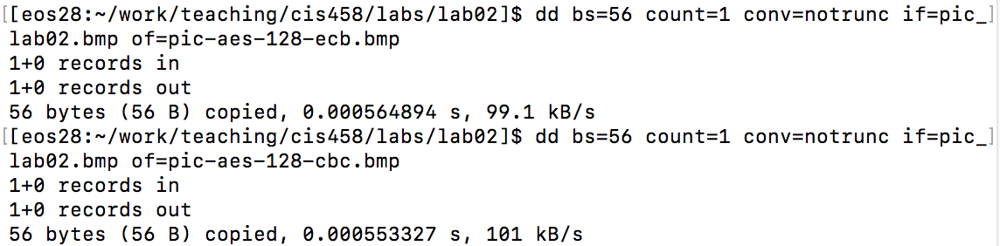 [[eos28:~/work/teaching/cis458/labs/lab02]$ dd bs=56 count=1 conv=notrunc if=pic_]
lab02.bmp of=pic-aes-128-ecb.bmp
1+0 records in
1+0 records out
56 bytes (56 B) copied, 0.000564894 s, 99.1 kB/s
[[eos28:~/work/teaching/cis458/labs/lab02]$ dd bs=56 count=1 conv=notrunc if=pic_]
lab02.bmp of=pic-aes-128-cbc.bmp
1+0 records in
1+0 records out
56 bytes (56 B) copied, 0.000553327 s, 101 kB/s